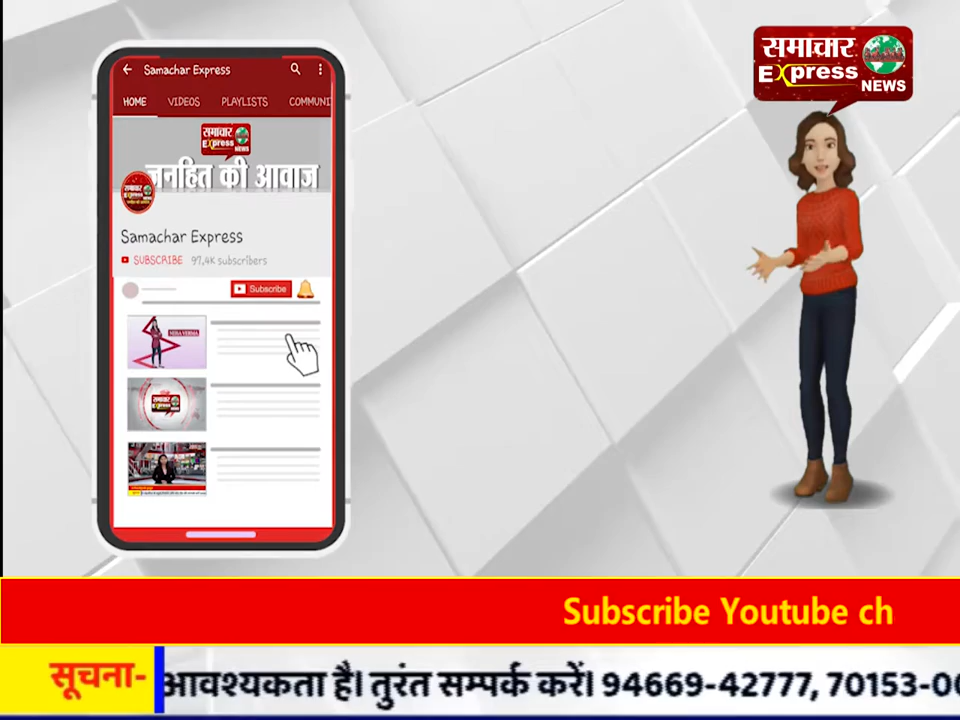 समाचार
Express
NEWS
Samachar Express
HOME VIDEOS PLAYLISTS COMMUNI
समाचार
Express
NEWS
जनहित की आवाज
Samachar Express
SUBSCRIBE 97.4K subscribers
Subscribe
NEHA VERMA
Subscribe Youtube ch
सूचना- आवश्यकता है। तुरंत सम्पर्क करें। 94669-42777, 70153-0